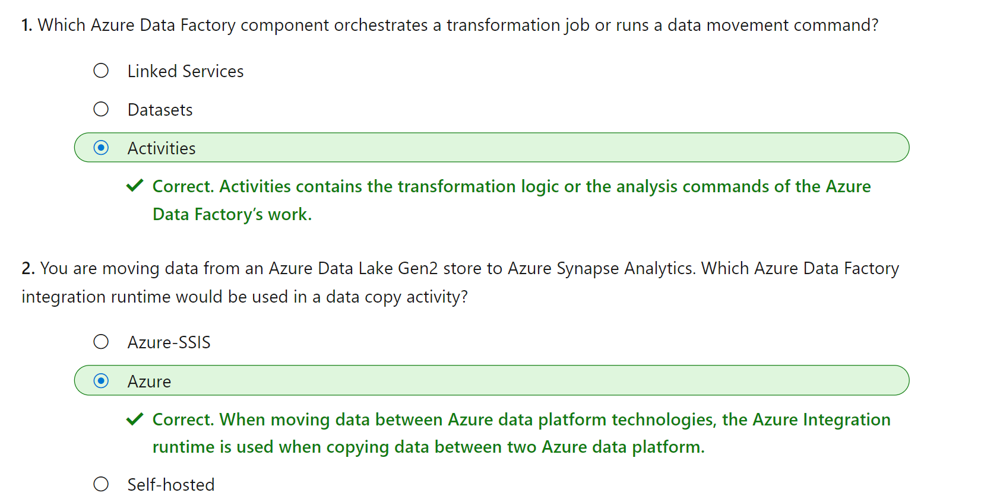 1. Which Azure Data Factory component orchestrates a transformation job or runs a data movement command?
Linked Services
Datasets
Activities
Correct. Activities contains the transformation logic or the analysis commands of the Azure
Data Factory’s work.
2. You are moving data from an Azure Data Lake Gen2 store to Azure Synapse Analytics. Which Azure Data Factory
integration runtime would be used in a data copy activity?
Azure-SSIS
Azure
Correct. When moving data between Azure data platform technologies, the Azure Integration
runtime is used when copying data between two Azure data platform.
Self-hosted